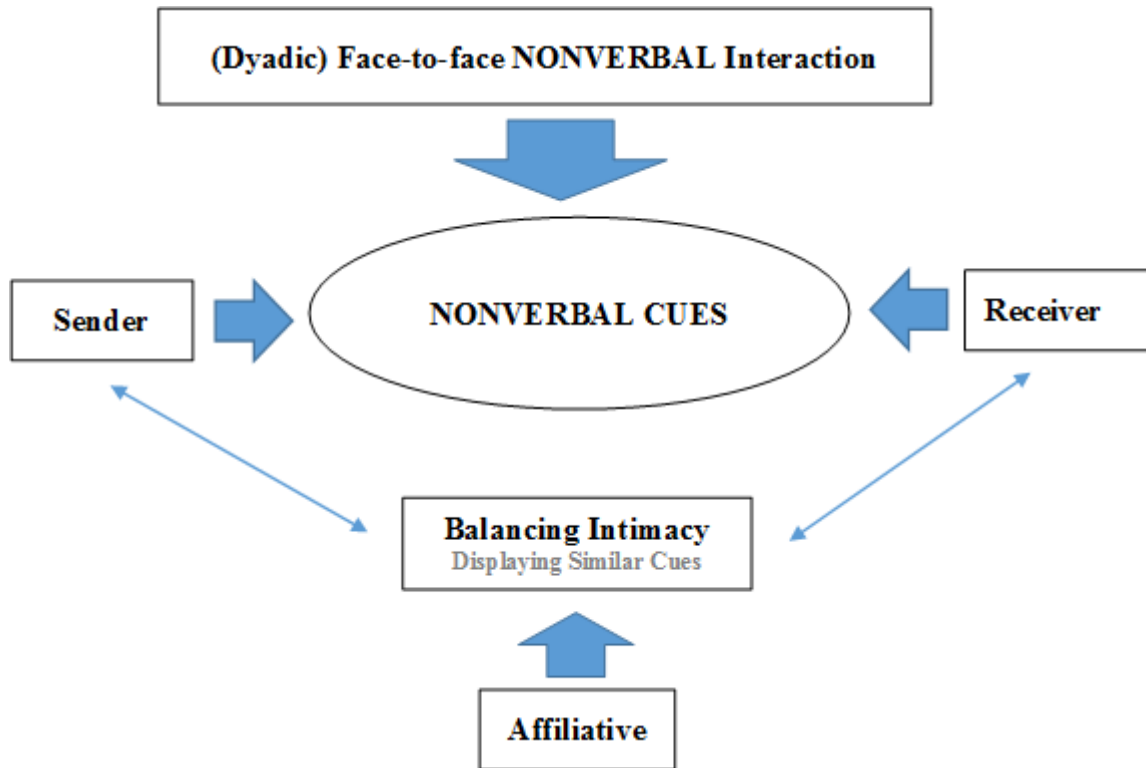 (Dyadic) Face-to-face NONVERBAL Interaction
Sender
NONVERBAL CUES
Receiver
Balancing Intimacy
Displaying Similar Cues
Affiliative